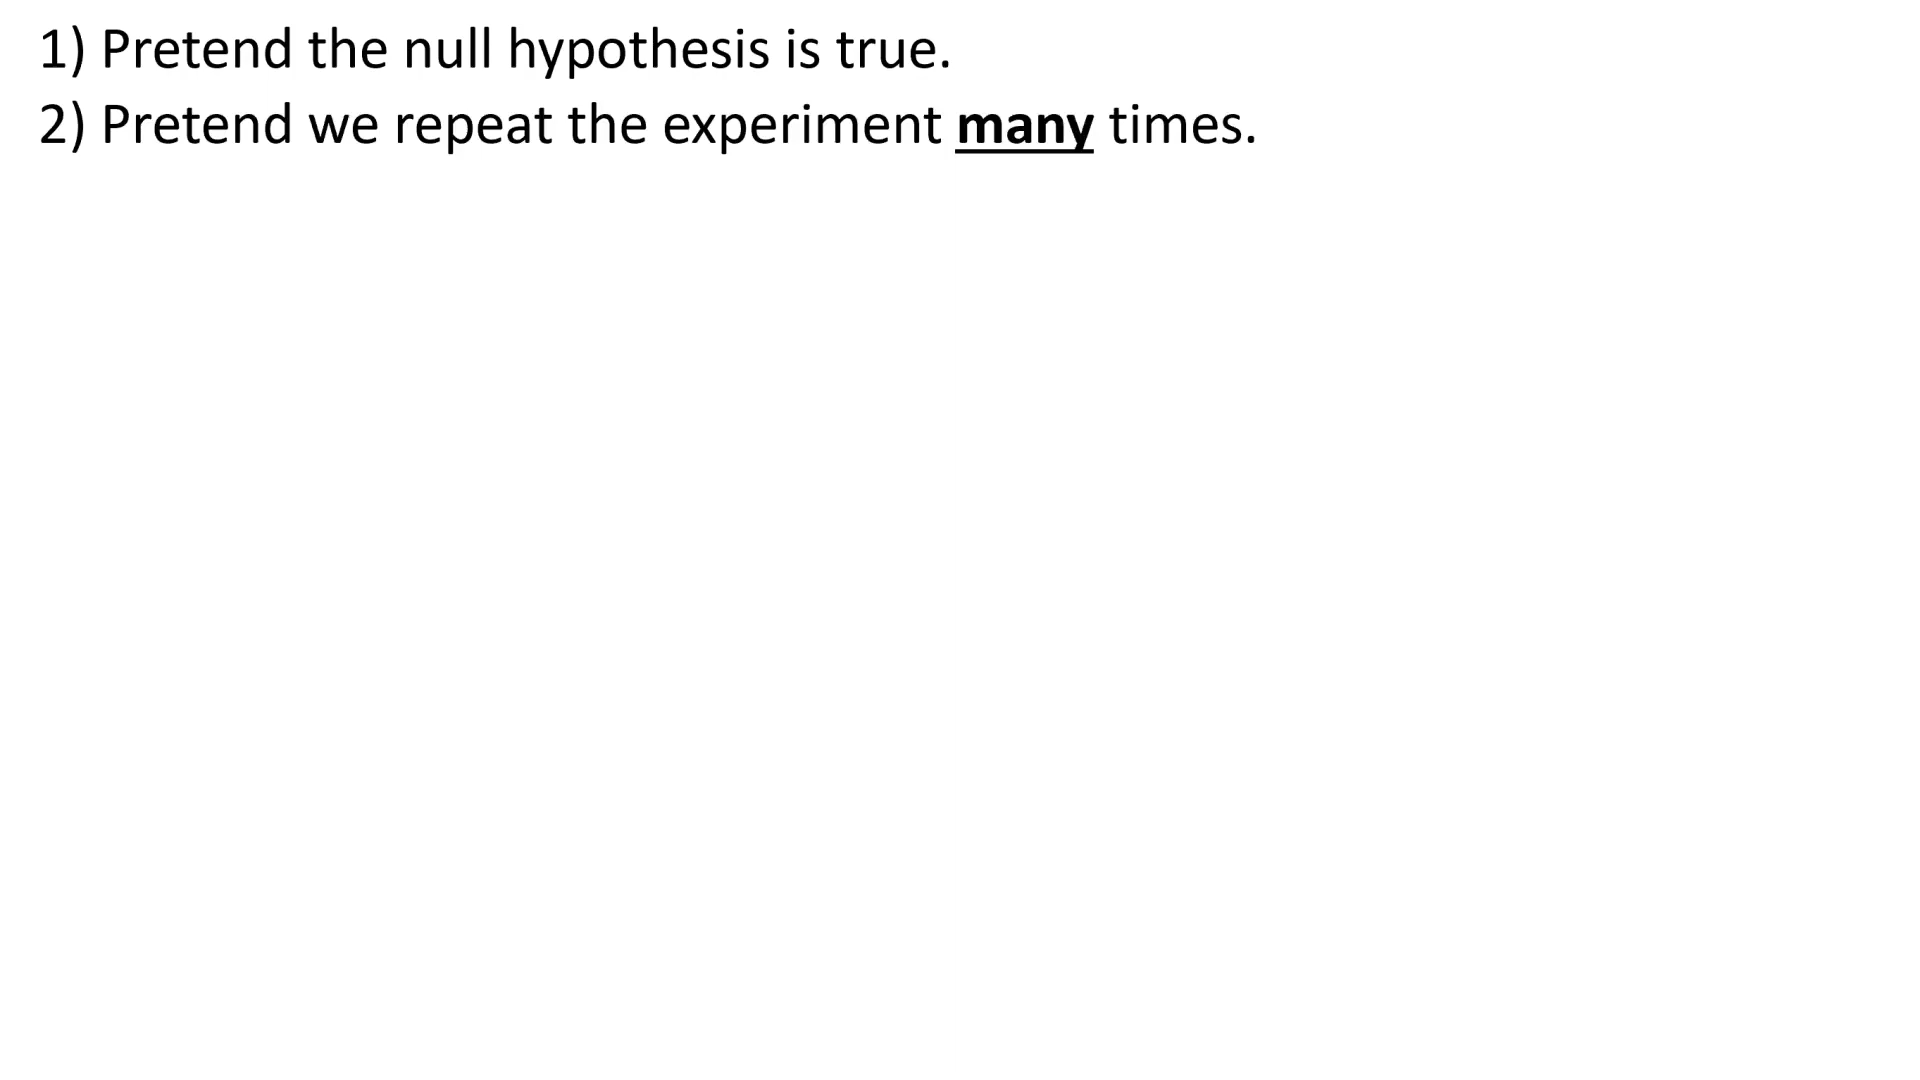 1) Pretend the null hypothesis is true.
2) Pretend we repeat the experiment many times.